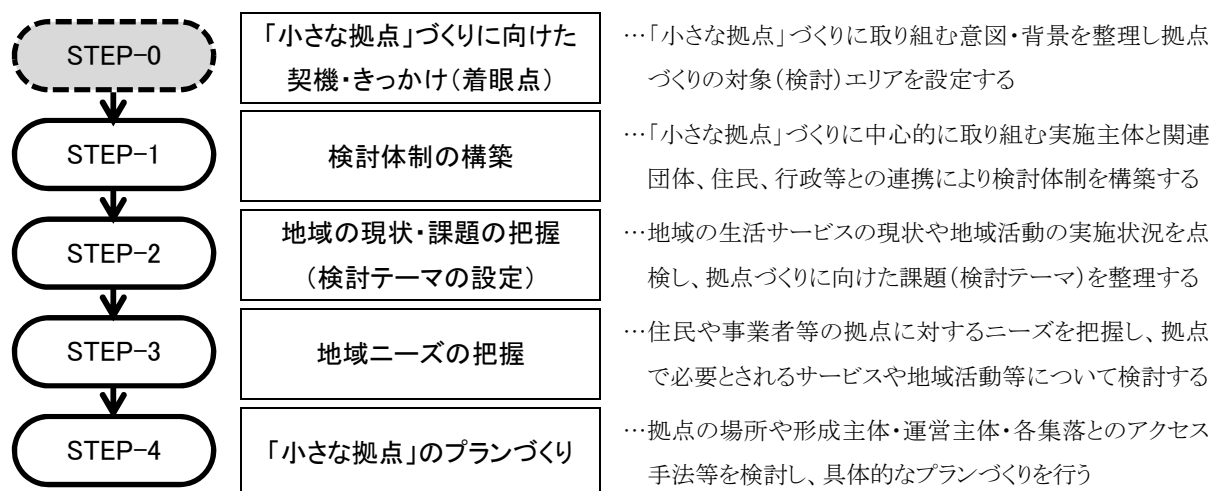 STEP-0
「小さな拠点」づくりに向けた
契機・きっかけ(着眼点)
…「小さな拠点」づくりに取り組む意図・背景を整理し拠点
づくりの対象(検討)エリアを設定する
STEP-1
検討体制の構築
…「小さな拠点」づくりに中心的に取り組む実施主体と関連
団体、住民、行政等との連携により検討体制を構築する
STEP-2
地域の現状・課題の把握
(検討テーマの設定)
…地域の生活サービスの現状や地域活動の実施状況を点
検し、拠点づくりに向けた課題(検討テーマ)を整理する
STEP-3
地域ニーズの把握
…住民や事業者等の拠点に対するニーズを把握し、拠点
で必要とされるサービスや地域活動等について検討する
STEP-4
「小さな拠点」のプランづくり
…拠点の場所や形成主体・運営主体・各集落とのアクセス
手法等を検討し、具体的なプランづくりを行う